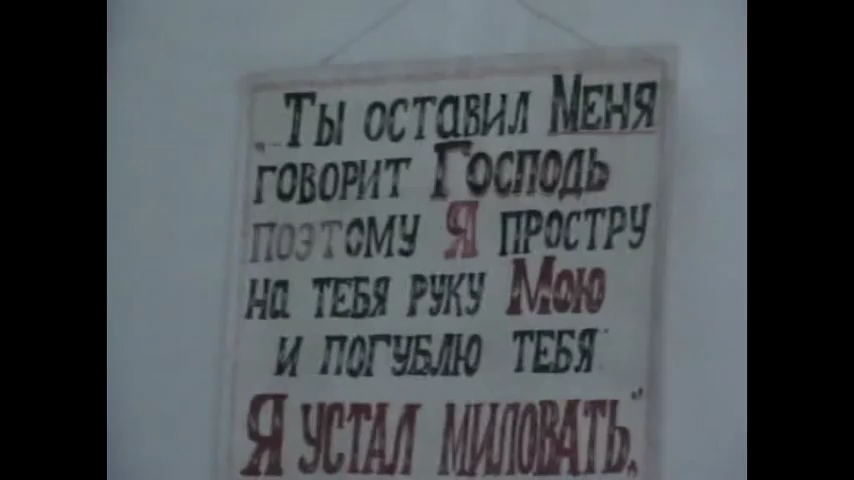 „...Ты оставил Меня
говорит Господь
поэтому Я простру
на тебя руку Мою
и погублю тебя
Я устал миловать."